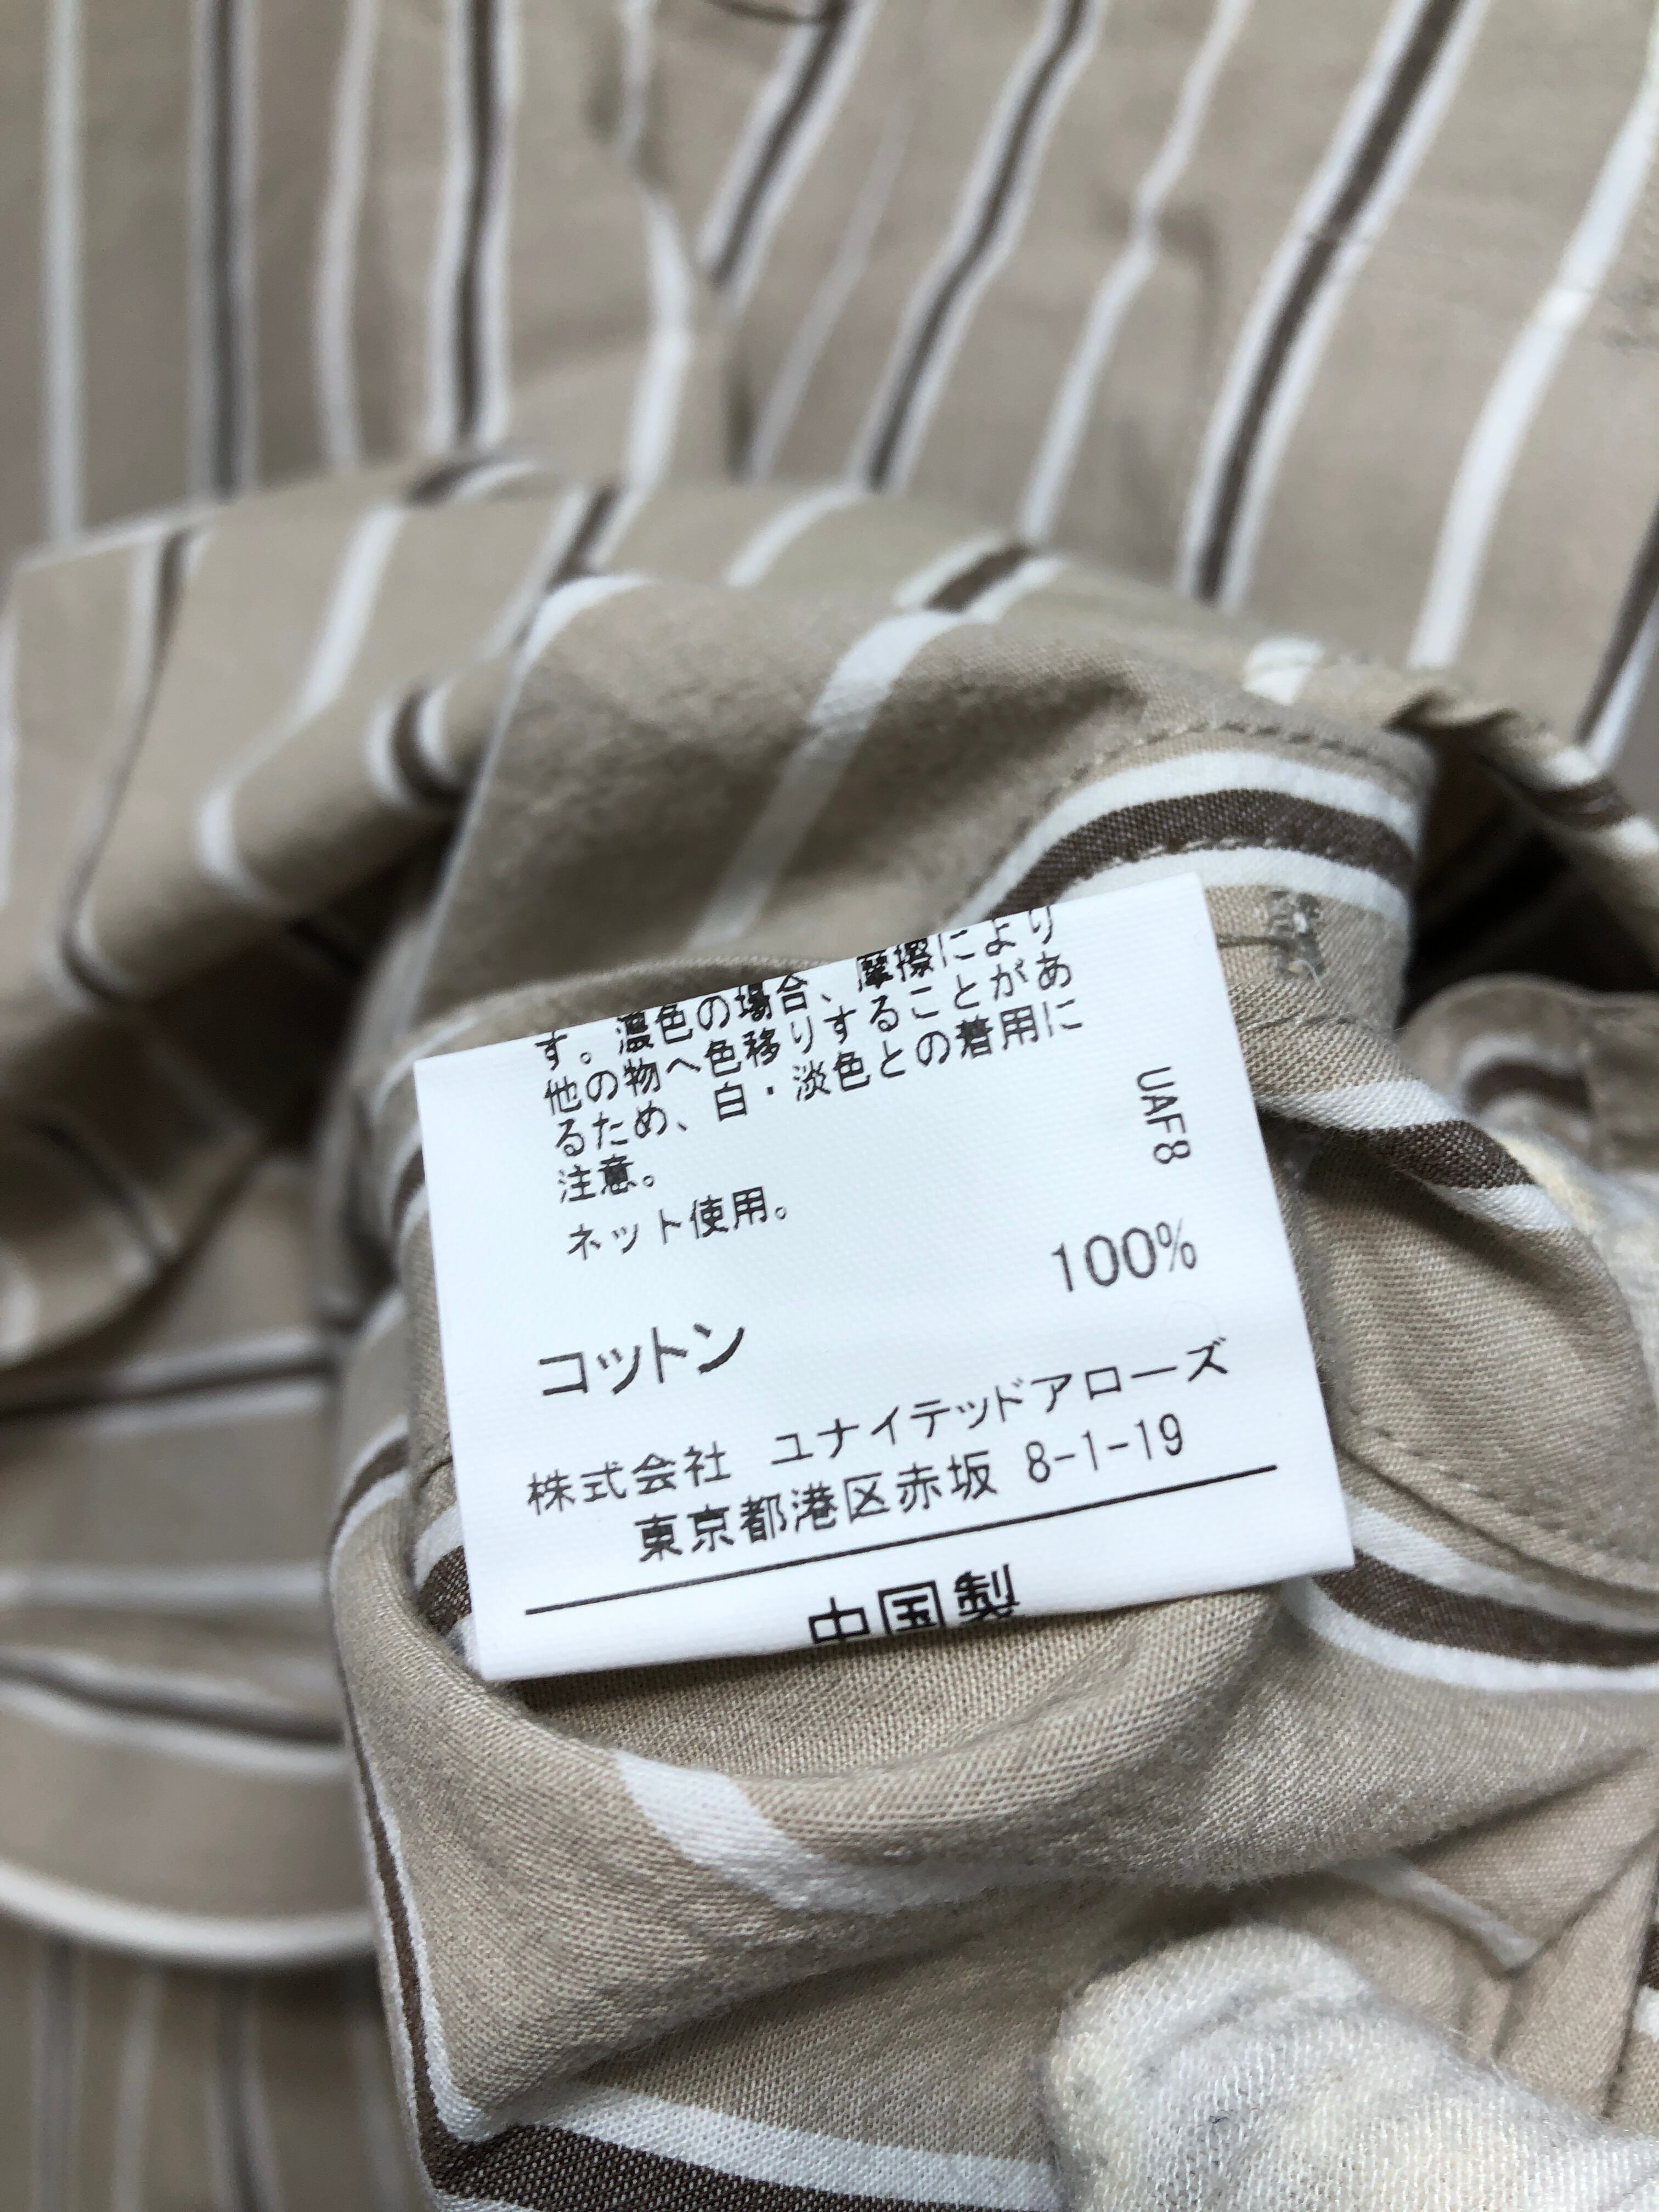 す。濃色の場合、摩擦により
他の物へ色移りすることがあ
るため、白・淡色との着用に
注意。
ネット使用。
UAF8
コットン 100%
株式会社 ユナイテッドアローズ
東京都港区赤坂 8-1-19
中国製